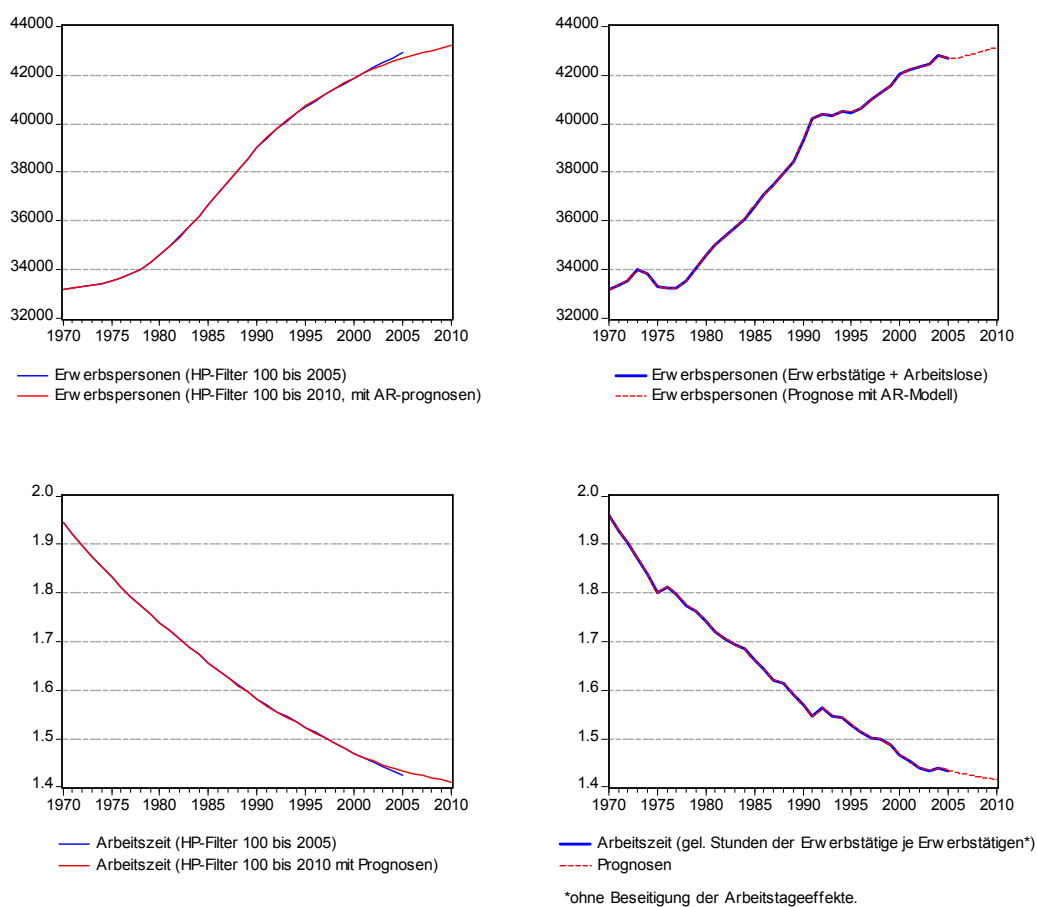 44000
42000
40000
38000
36000
34000
32000
1970 1975 1980 1985 1990 1995 2000 2005 2010
Erwerbspersonen (HP-Filter 100 bis 2005)
Erwerbspersonen (HP-Filter 100 bis 2010, mit AR-prognosen)
44000
42000
40000
38000
36000
34000
32000
1970 1975 1980 1985 1990 1995 2000 2005 2010
Erwerbspersonen (Erwerbstätige + Arbeitslose)
Erwerbspersonen (Prognose mit AR-Modell)
2.0
1.9
1.8
1.7
1.6
1.5
1.4
1970 1975 1980 1985 1990 1995 2000 2005 2010
Arbeitszeit (HP-Filter 100 bis 2005)
Arbeitszeit (HP-Filter 100 bis 2010 mit Prognosen)
2.0
1.9
1.8
1.7
1.6
1.5
1.4
1970 1975 1980 1985 1990 1995 2000 2005 2010
Arbeitszeit (gel. Stunden der Erwerbstätige je Erwerbstätigen*)
Prognosen
*ohne Beseitigung der Arbeitstageeffekte.